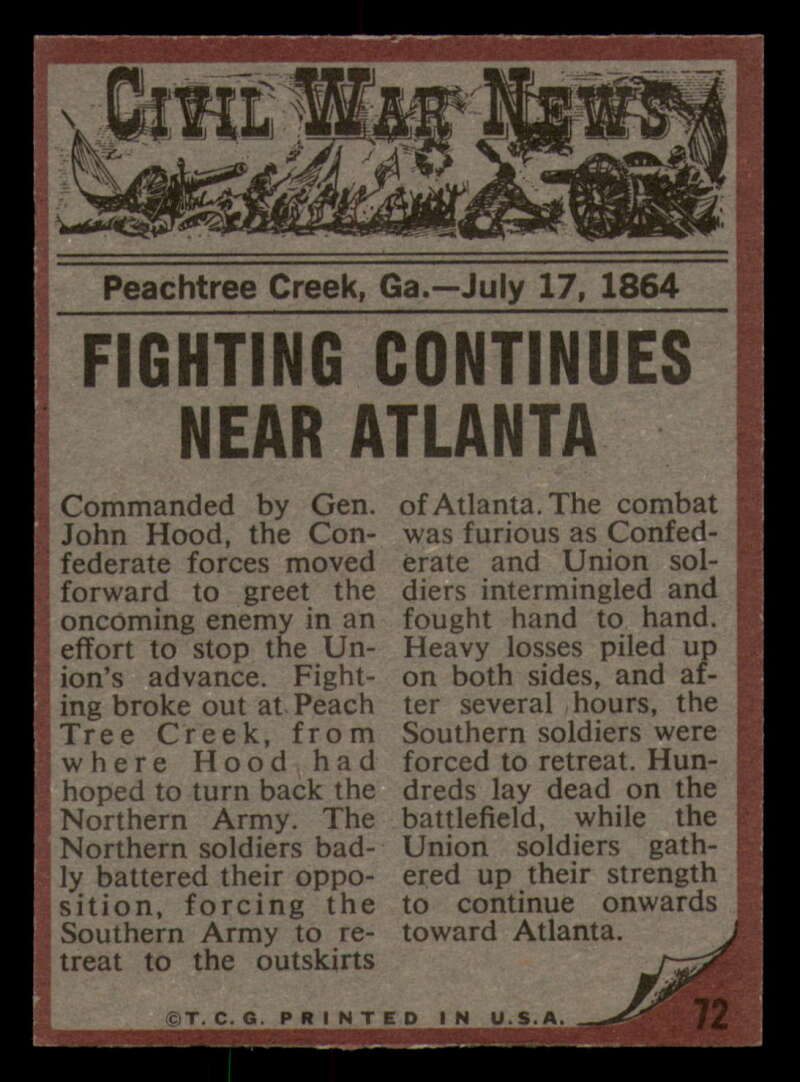 CIVIL WAR NEWS
Peachtree Creek, Ga.—July 17, 1864
FIGHTING CONTINUES
NEAR ATLANTA
Commanded by Gen.
John Hood, the Con-
federate forces moved
forward to greet the
oncoming enemy in an
effort to stop the Un-
ion's advance. Fight-
ing broke out at Peach
Tree Creek, from
where Hood had
hoped to turn back the
Northern Army. The
Northern soldiers bad-
ly battered their oppo-
sition, forcing the
Southern Army to re-
treat to the outskirts
of Atlanta. The combat
was furious as Confed-
erate and Union sol-
diers intermingled and
fought hand to hand.
Heavy losses piled up
on both sides, and af-
ter several hours, the
Southern soldiers were
forced to retreat. Hun-
dreds lay dead on the
battlefield, while the
Union soldiers gath-
ered up their strength
to continue onwards
toward Atlanta.
©T. C. G. PRINTED IN U.S.A.
72